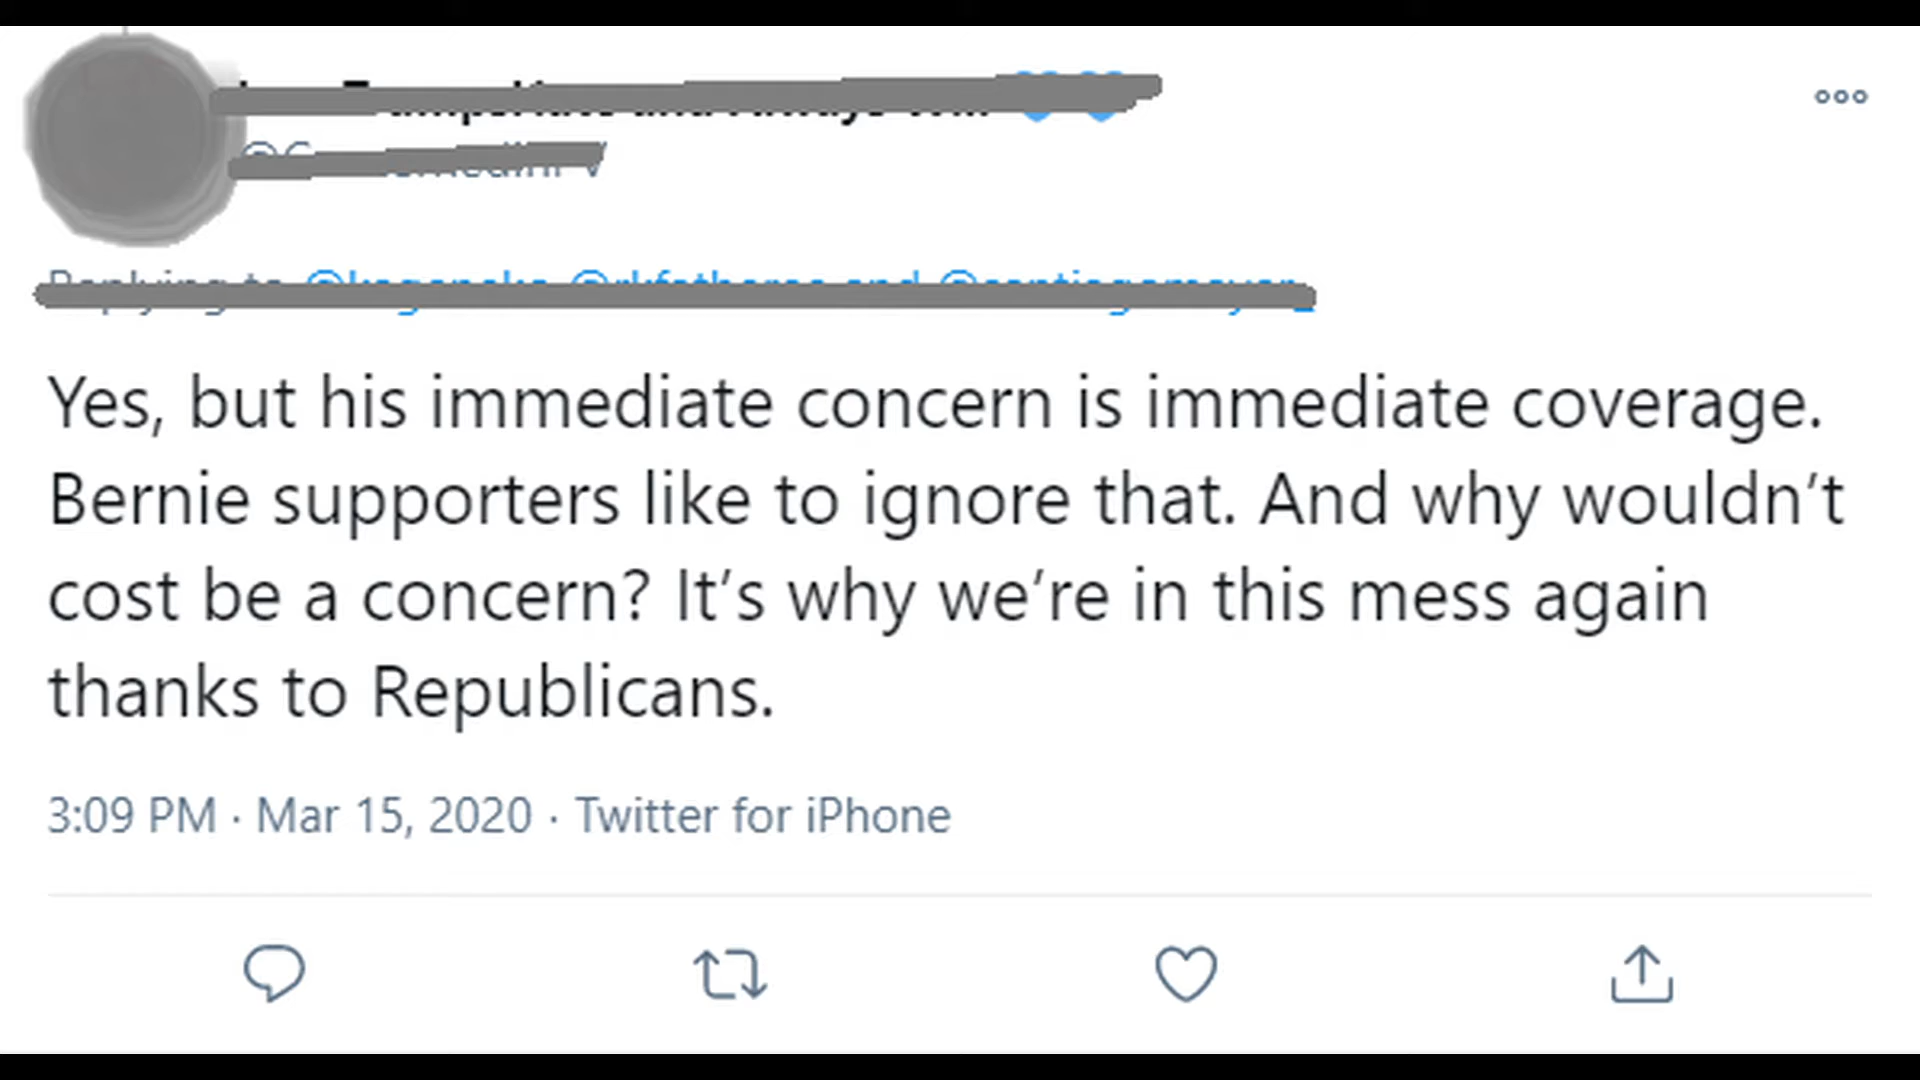 Yes, but his immediate concern is immediate coverage.
Bernie supporters like to ignore that. And why wouldn’t
cost be a concern? It’s why we’re in this mess again
thanks to Republicans.
3:09 PM · Mar 15, 2020 · Twitter for iPhone